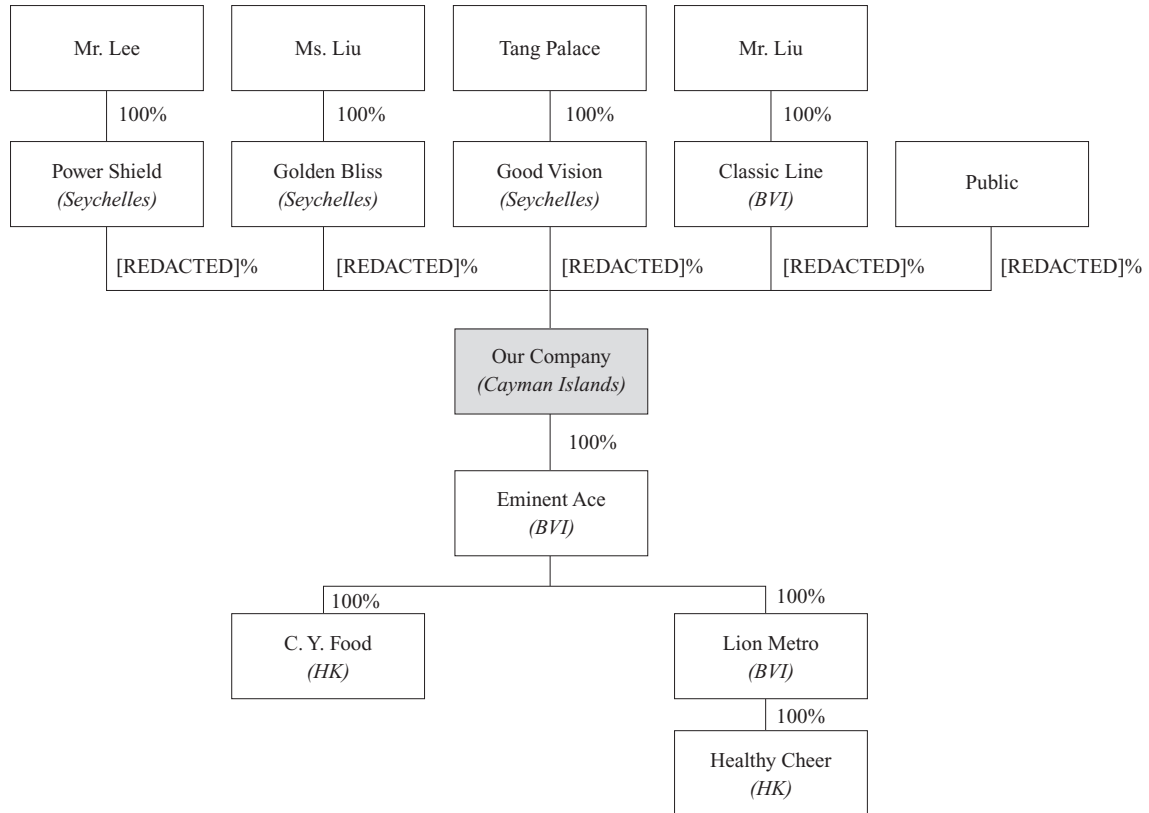 Mr. Lee
Ms. Liu
Tang Palace
Mr. Liu
100%
100%
100%
100%
Power Shield
(Seychelles)
Golden Bliss
(Seychelles)
Good Vision
(Seychelles)
Classic Line
(BVI)
Public
[REDACTED]%
[REDACTED]%
[REDACTED]%
[REDACTED]%
[REDACTED]%
Our Company
(Cayman Islands)
100%
Eminent Ace
(BVI)
100%
100%
C. Y. Food
(HK)
Lion Metro
(BVI)
100%
Healthy Cheer
(HK)